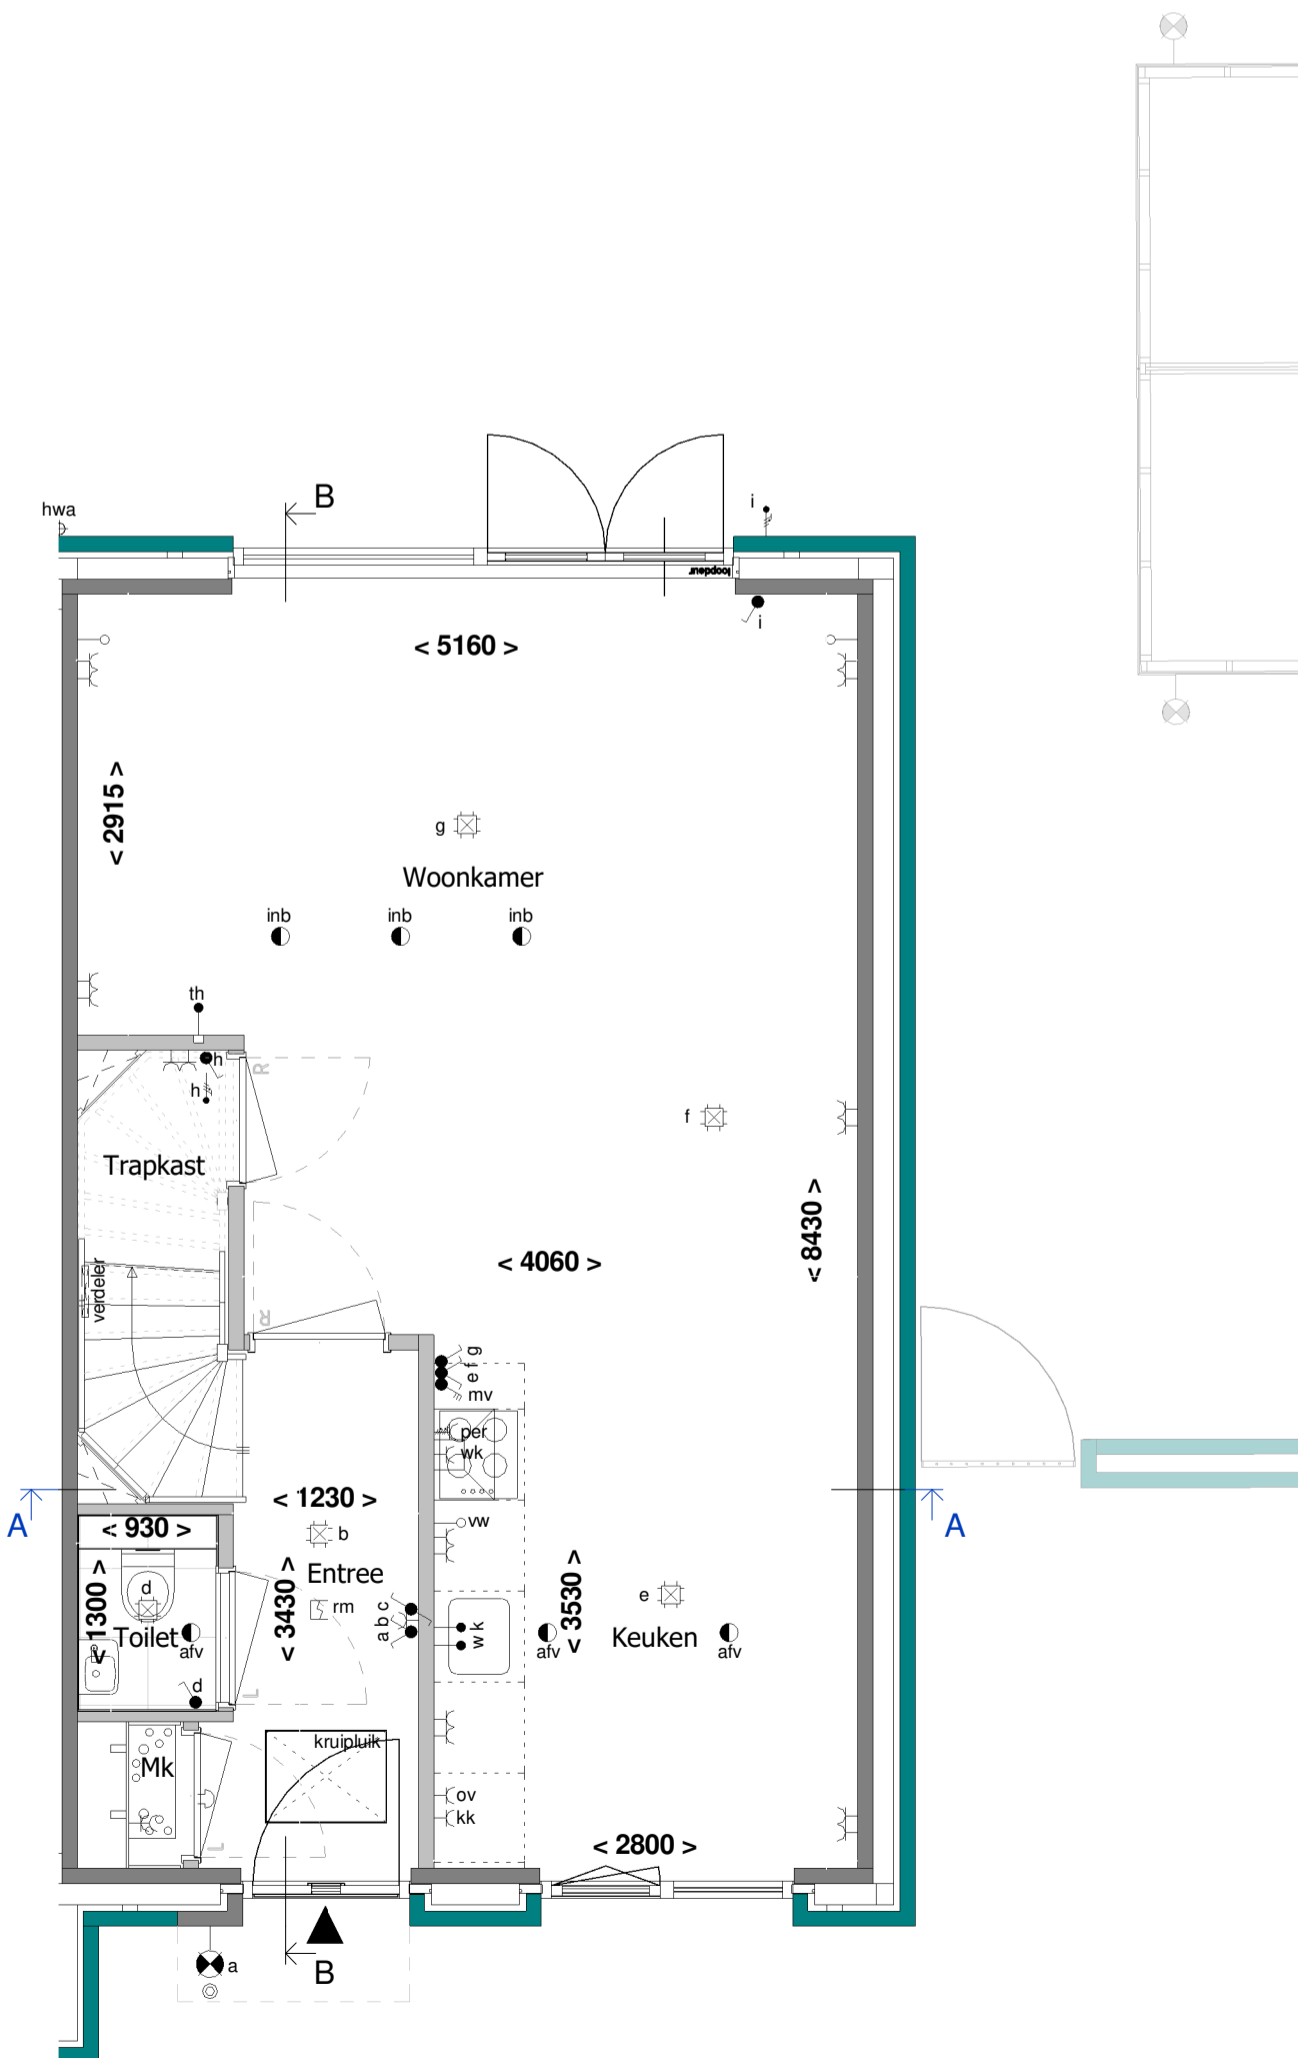 B
i
hwa
loopdeur
i
< 5160 >
< 2915 >
g
Woonkamer
inb
inb
inb
th
h
R
h
f
Trapkast
< 8430 >
< 4060 >
verdeler
R
g
e f
mv
per
wk
< 1230 >
A
A
< 930 >
b
vw
< 1300 >
d
Entree
< 3430 >
rm
a b c
< 3530 >
e
Toilet
afv
wk
Keuken
afv
afv
d
L
kruipluik
Mk
ov
kk
L
< 2800 >
a
B